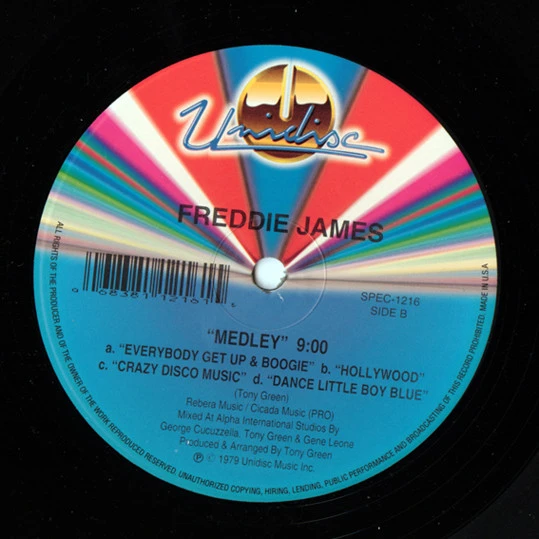 Unidisc
FREDDIE JAMES
SPEC-1216
SIDE B
"MEDLEY" 9:00
a. "EVERYBODY GET UP & BOOGIE" b. "HOLLYWOOD"
c. "CRAZY DISCO MUSIC" d. "DANCE LITTLE BOY BLUE"
(Tony Green)
Rebera Music / Cicada Music (PRO)
Mixed At Alpha International Studios By
George Cucuzzella, Tony Green & Gene Leone
Produced & Arranged By Tony Green
℗ © 1979 Unidisc Music Inc.
ALL RIGHTS OF THE PRODUCER AND OF THE OWNER OF THE WORK REPRODUCED RESERVED. UNAUTHORIZED COPYING, HIRING, LENDING, PUBLIC PERFORMANCE AND BROADCASTING OF THIS RECORD PROHIBITED. MADE IN U.S.A